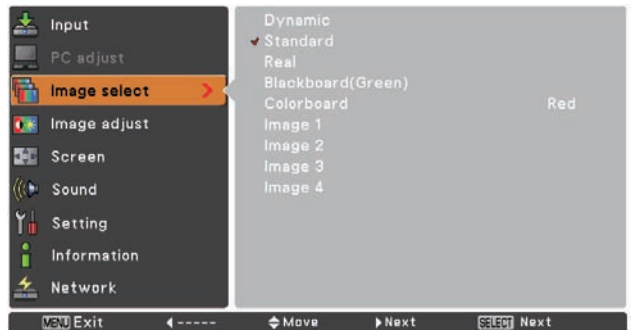 Input
PC adjust
Image select
Image adjust
Screen
Sound
Setting
Information
Network
Dynamic
Standard
Real
Blackboard(Green)
Colorboard Red
Image 1
Image 2
Image 3
Image 4
MENU Exit ----- Move Next SELECT Next